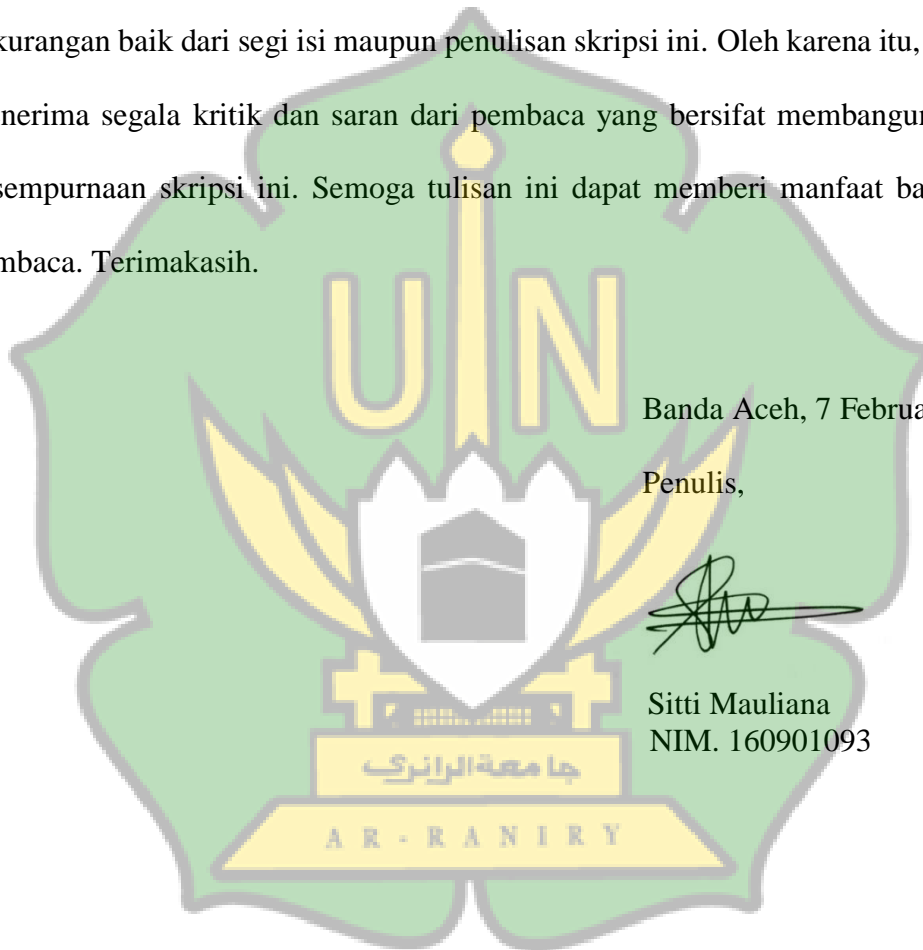 kurangan baik dari segi isi maupun penulisan skripsi ini. Oleh karena itu,
nerima segala kritik dan saran dari pembaca yang bersifat membangun
sempurnaan skripsi ini. Semoga tulisan ini dapat memberi manfaat ba
mbaca. Terimakasih.
UIN
Banda Aceh, 7 Februa
Penulis,
Sitti Mauliana
NIM. 160901093
جامعة الرانري
AR-RANIRY